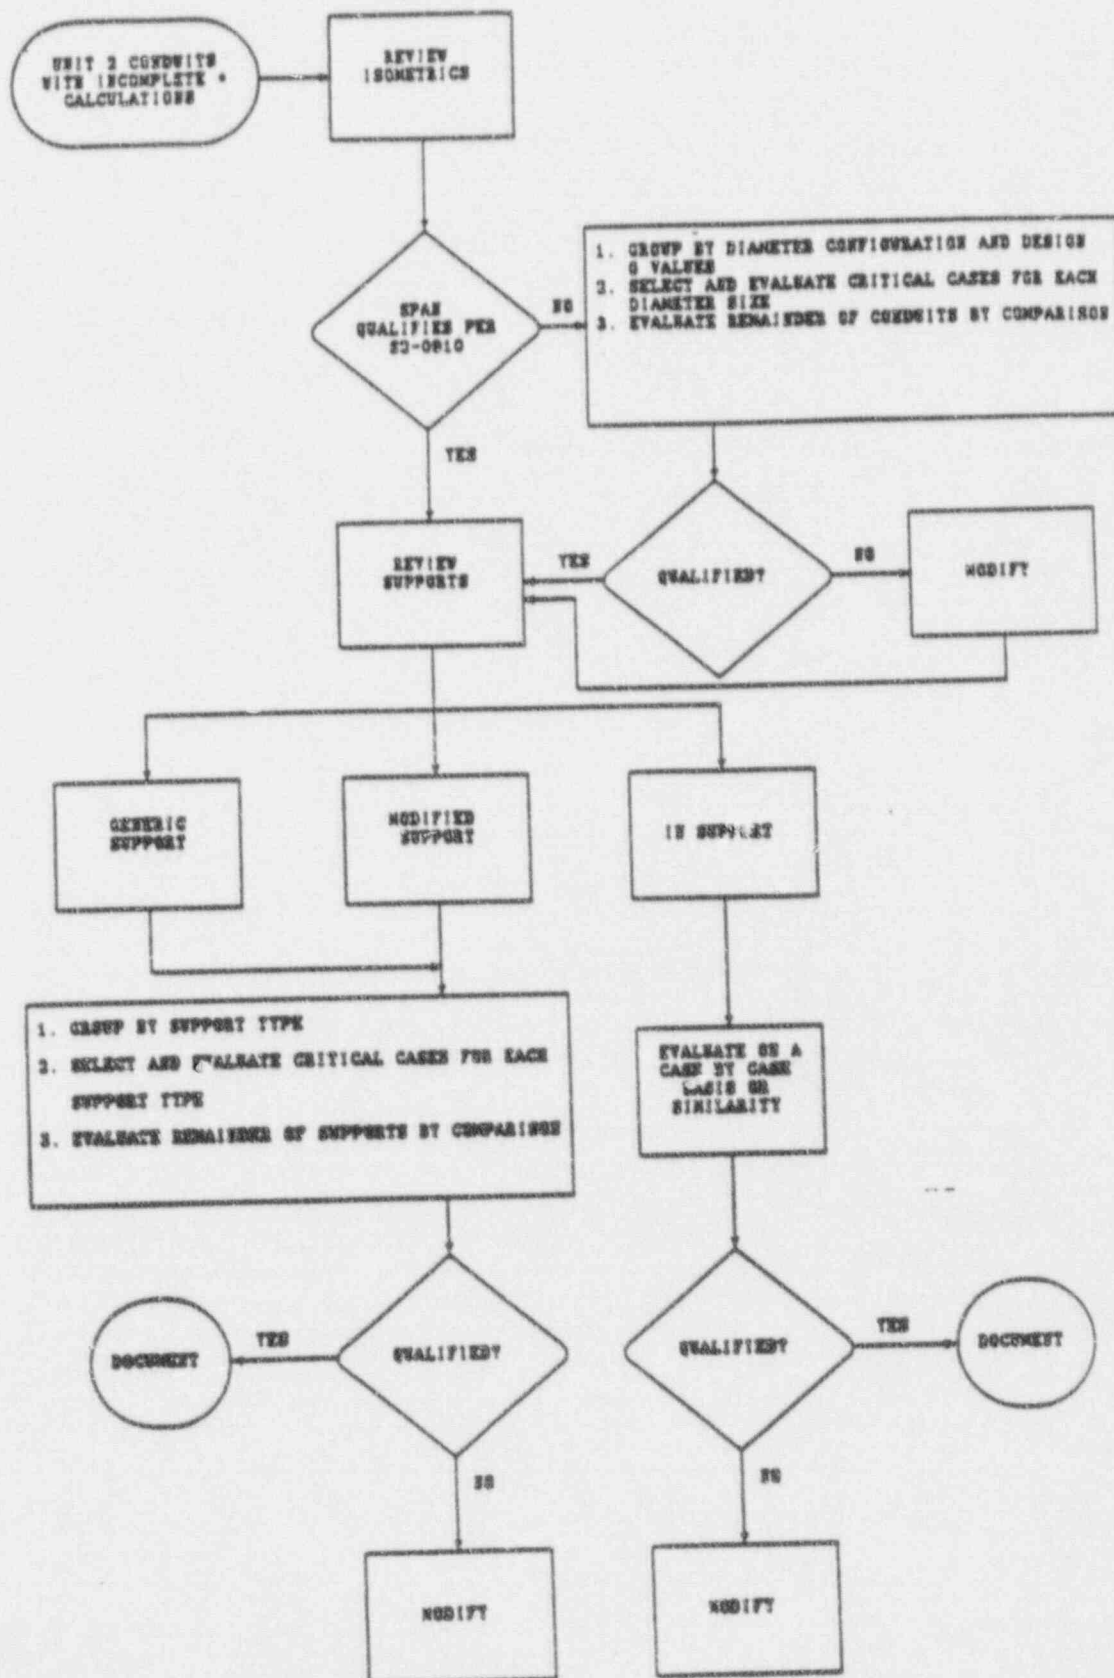 UNIT 2 CONDUITS
WITH INCOMPLETE *
CALCULATIONS
REVIEW
ISOMETRICS
SPAN
QUALIFIES PER
NO
YES
1. GROUP BY DIAMETER CONFIGURATION AND DESIGN
G VALUES
2. SELECT AND EVALUATE CRITICAL CASES FOR EACH
DIAMETER SIZE
3. EVALUATE REMAINDER OF CONDUITS BY COMPARISON
REVIEW
SUPPORTS
YES
QUALIFIED?
NO
MODIFY
GENERIC
SUPPORT
MODIFIED
SUPPORT
SUPPORT
1. GROUP BY SUPPORT TYPE
2. SELECT AND EVALUATE CRITICAL CASES FOR EACH
SUPPORT TYPE
3. EVALUATE REMAINDER OF SUPPORTS BY COMPARISON
EVALUATE ON A
CASE BY CASE
BASIS OR
SIMILARITY
DOCUMENT
YES
QUALIFIED?
NO
MODIFY
QUALIFIED?
YES
DOCUMENT
NO
MODIFY